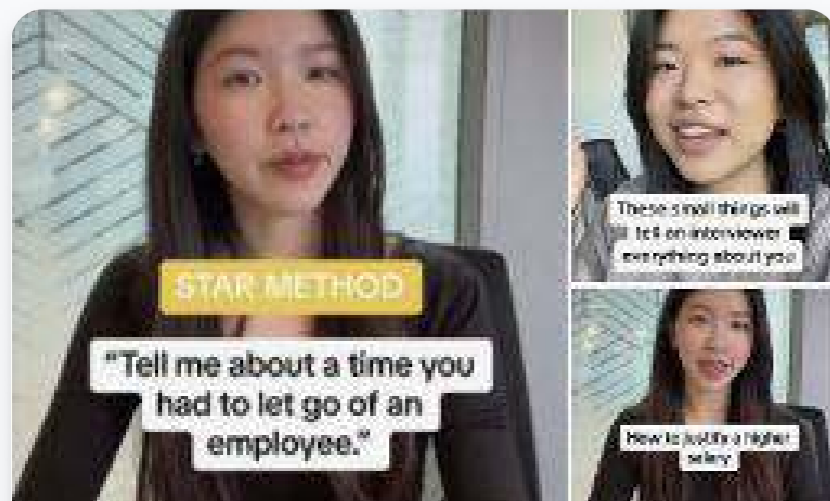 STAR METHOD
"Tell me about a time you
had to let go of an
employee."
These small things will
tell an interviewer
everything about you
How to justify a higher
salary